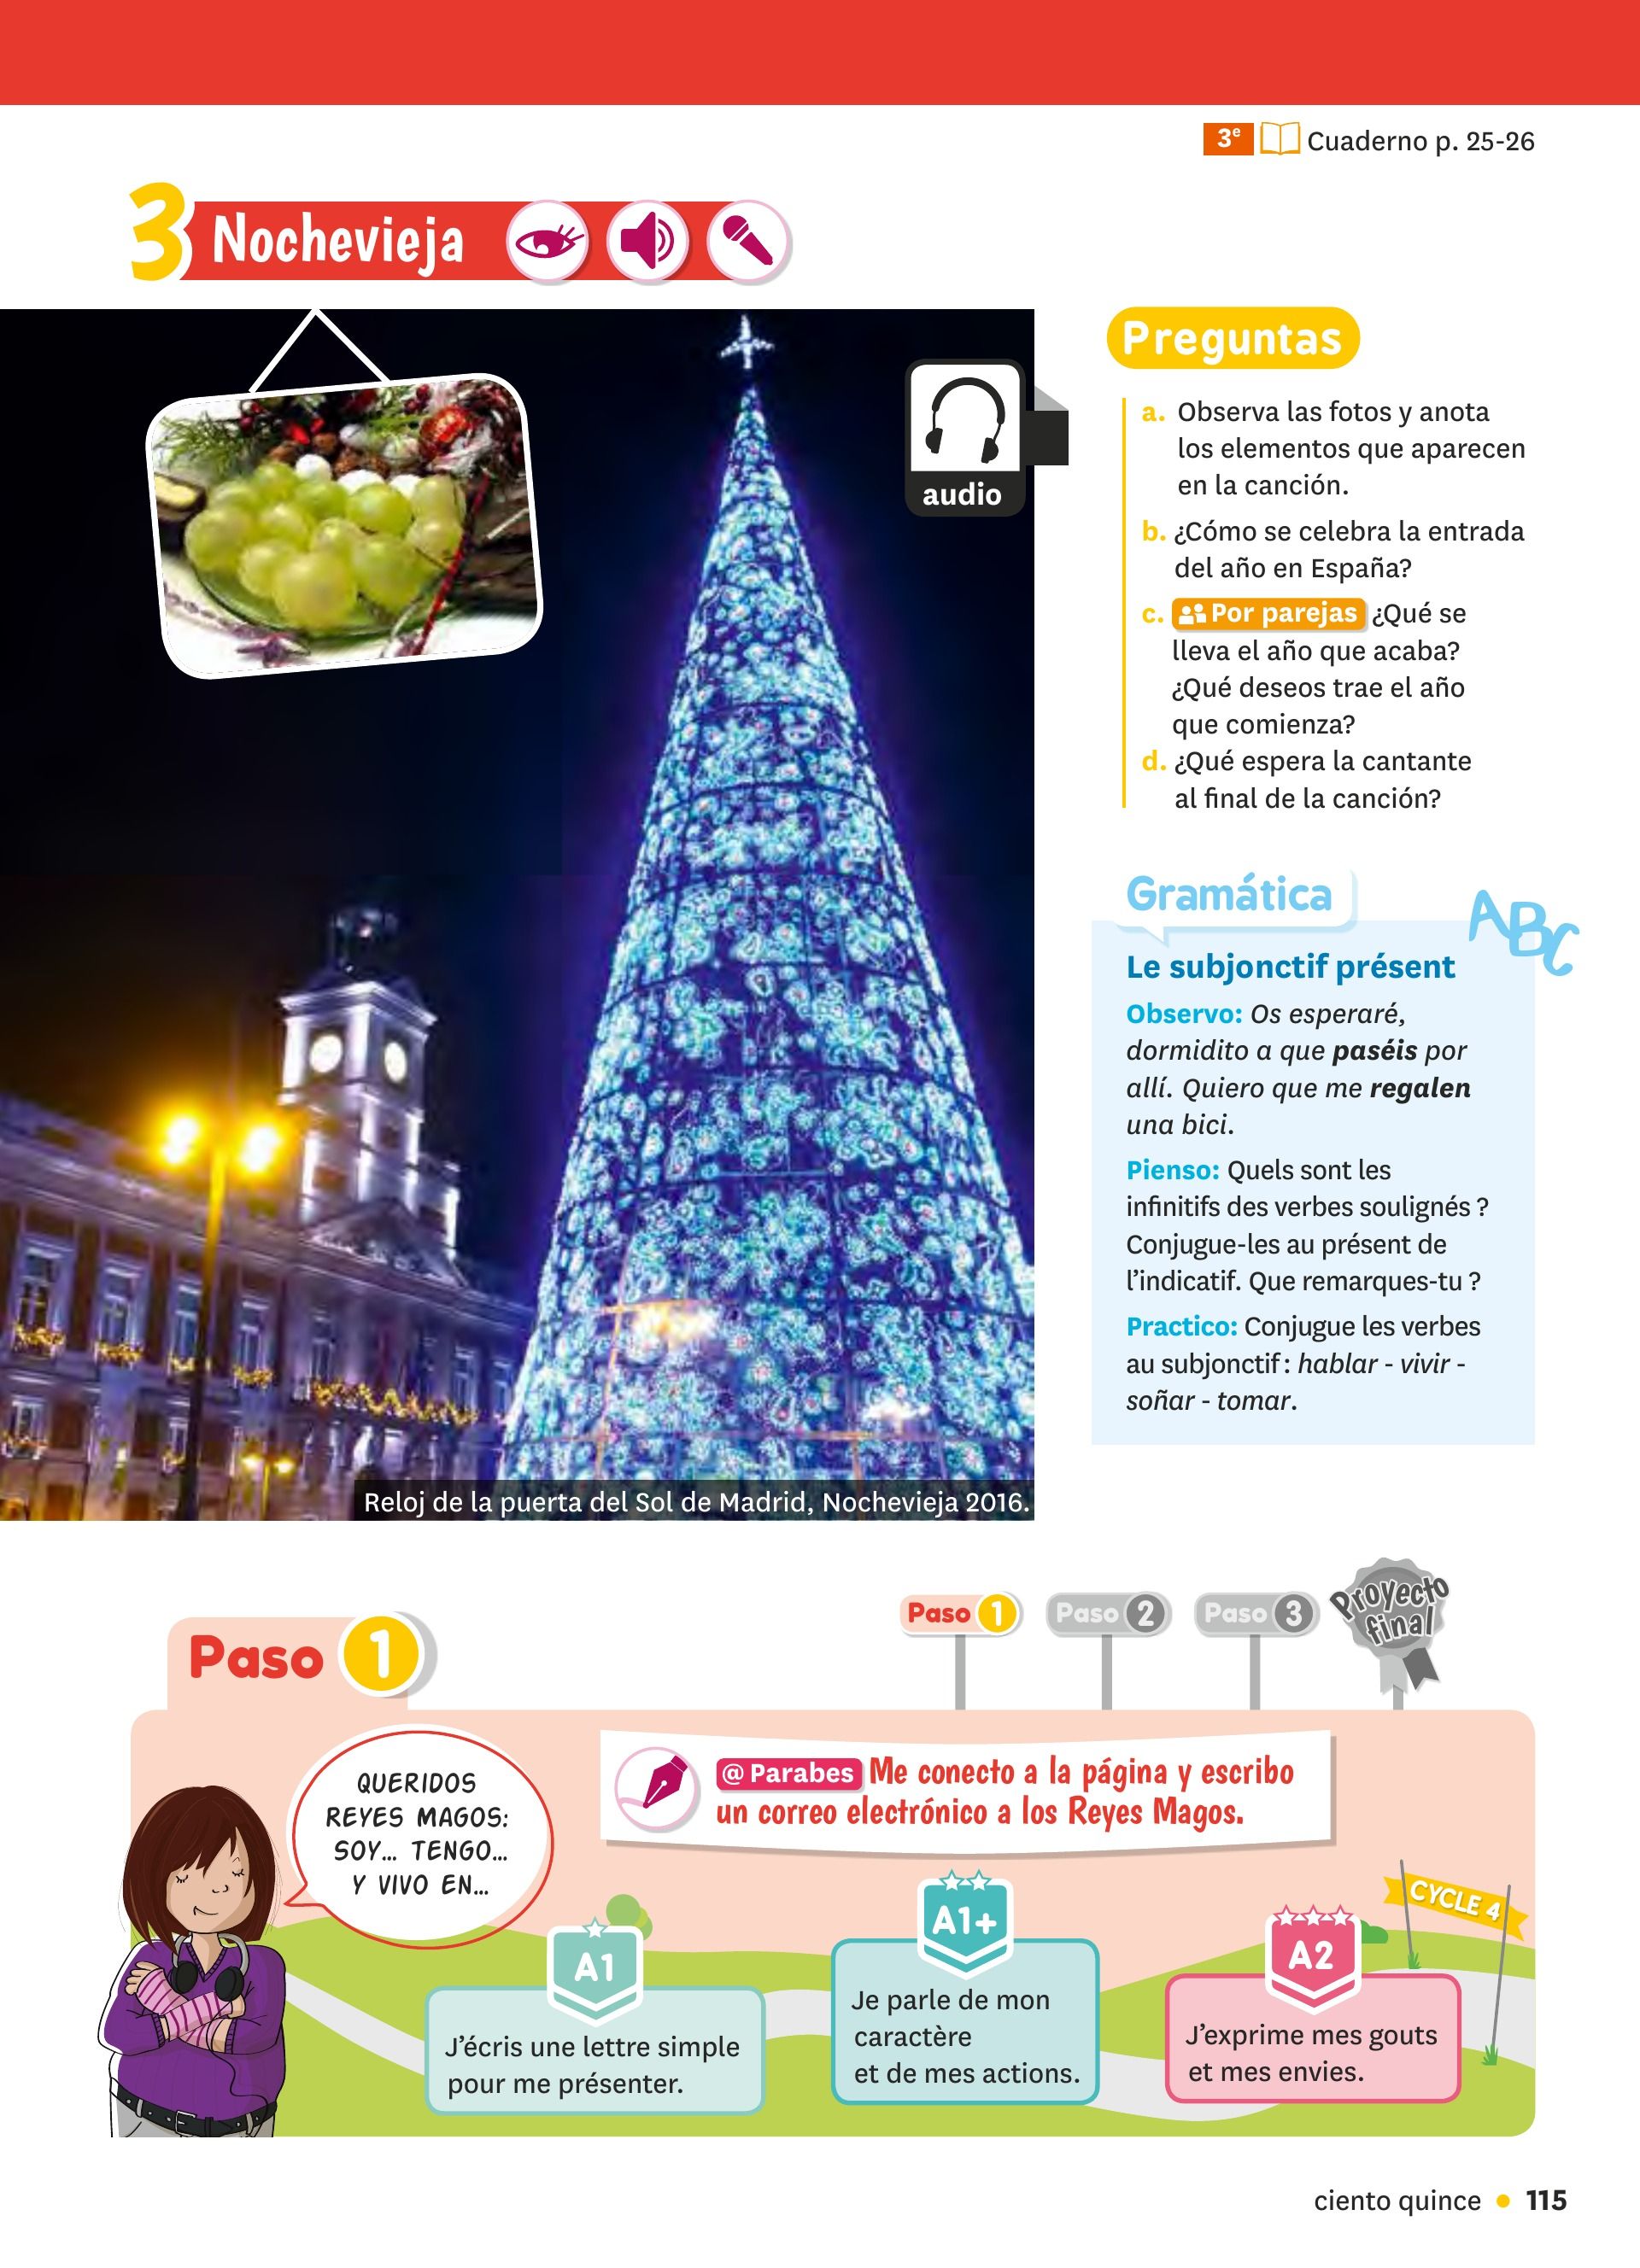 3e Cuaderno p. 25-26
3 Nochevieja
audio
Reloj de la puerta del Sol de Madrid, Nochevieja 2016.
Preguntas
a. Observa las fotos y anota
los elementos que aparecen
en la canción.
b. ¿Cómo se celebra la entrada
del año en España?
c. Por parejas ¿Qué se
lleva el año que acaba?
¿Qué deseos trae el año
que comienza?
d. ¿Qué espera la cantante
al final de la canción?
Gramática
ABC
Le subjonctif présent
Observo: Os esperaré,
dormidito a que paséis por
allí. Quiero que me regalen
una bici.
Pienso: Quels sont les
infinitifs des verbes soulignés ?
Conjugue-les au présent de
l'indicatif. Que remarques-tu ?
Practico: Conjugue les verbes
au subjonctif : hablar - vivir -
soñar - tomar.
Paso 1
Paso 1 Paso 2 Paso 3 Proyecto
final
QUERIDOS
REYES MAGOS:
SOY... TENGO...
Y VIVO EN...
@ Parabes Me conecto a la página y escribo
un correo electrónico a los Reyes Magos.
A1
J'écris une lettre simple
pour me présenter.
A1+
Je parle de mon
caractère
et de mes actions.
A2
J'exprime mes gouts
et mes envies.
CYCLE 4
ciento quince • 115